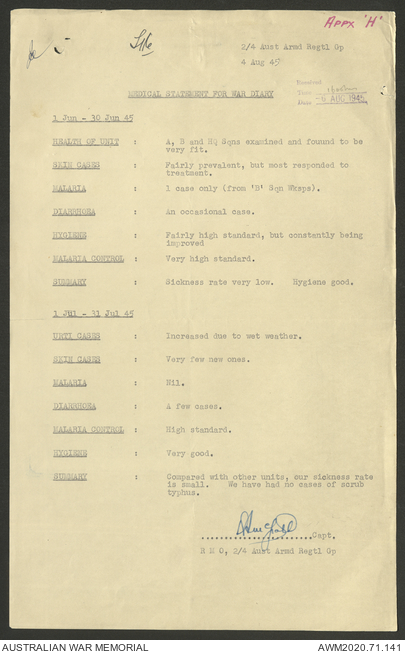 Appx 'H'
File
2/4 Aust Armd Regtl Gp
4 Aug 45
Received
Time
Date -6 AUG 1945
MEDICAL STATEMENT FOR WAR DIARY
1 Jun - 30 Jun 45
HEALTH OF UNIT : A, B and HQ Sqns examined and fouund to be
very fit.
SKIN CASES : Fairly prevalent, but most responded to
treatment.
MALARIA : 1 case only (from 'B' Sqn Wksps).
DIARRHOEA : An occasional case.
HYGIENE : Fairly high standard, but constantly being
improved
MALARIA CONTROL : Very high standard.
SUMMARY : Sickness rate very low. Hygiene good.
1 Jul - 31 Jul 45
URTI CASES : Increased due to wet weather.
SKIN CASES : Very few new ones.
MALARIA : Nil.
DIARRHOEA : A few cases.
MALARIA CONTROL : High standard.
HYGIENE : Very good.
SUMMARY : Compared with other units, our sickness rate
is small. We have had no cases of scrub
typhus.
Capt.
R M O, 2/4 Aust Armd Regtl Gp
AUSTRALIAN WAR MEMORIAL
AWM2020.71.141